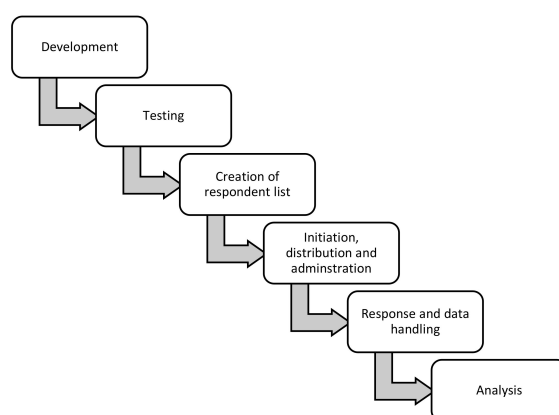 Development
Testing
Creation of
respondent list
Initiation,
distribution and
adminstration
Response and data
handling
Analysis